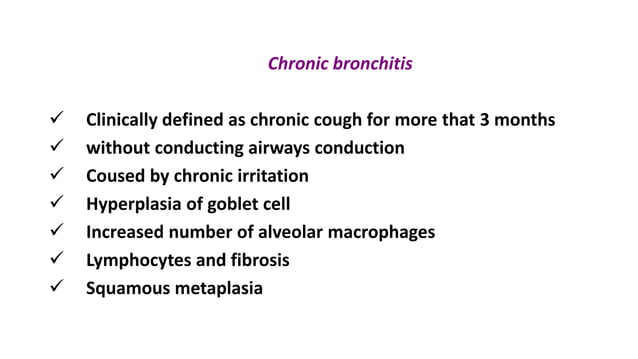 Chronic bronchitis
✓ Clinically defined as chronic cough for more that 3 months
✓ without conducting airways conduction
✓ Coused by chronic irritation
✓ Hyperplasia of goblet cell
✓ Increased number of alveolar macrophages
✓ Lymphocytes and fibrosis
✓ Squamous metaplasia